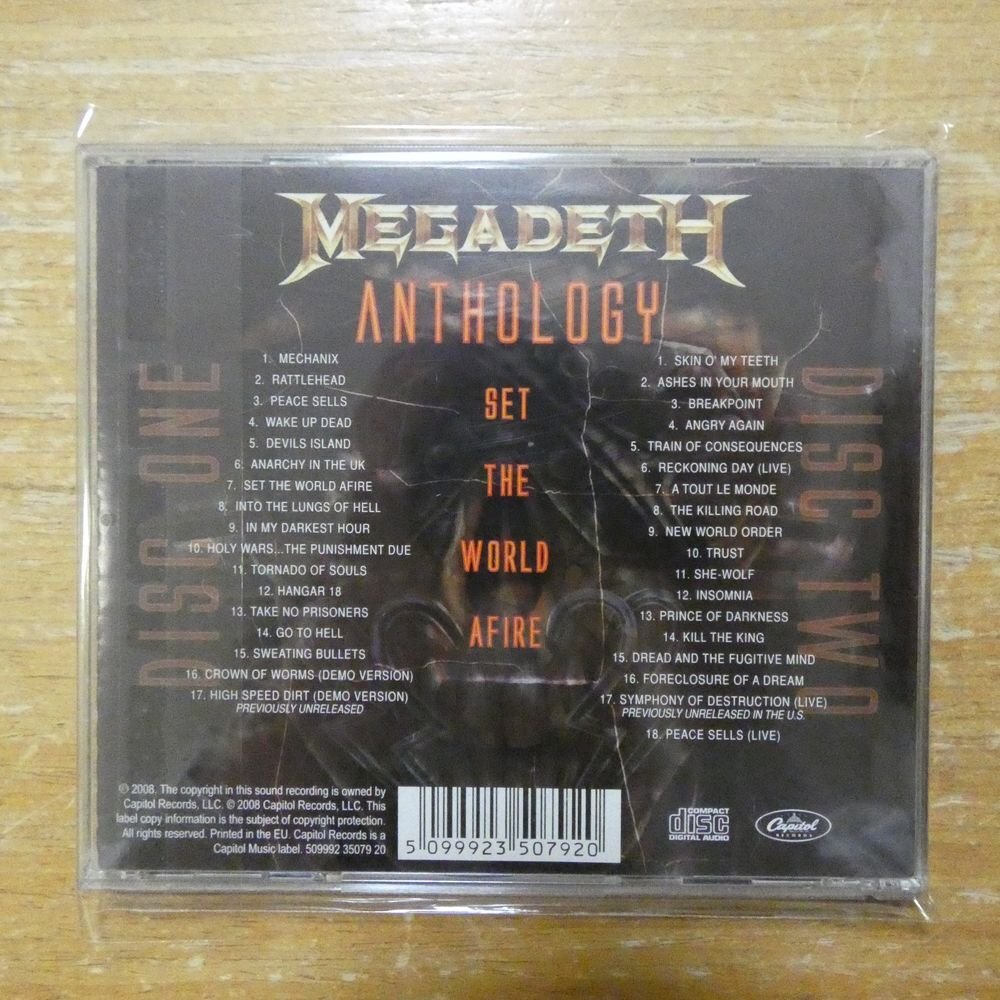 MEGADETH
ANTHOLOGY
SET
THE
WORLD
AFIRE
DISC ONE
1. MECHANIX
2. RATTLEHEAD
3. PEACE SELLS
4. WAKE UP DEAD
5. DEVILS ISLAND
6. ANARCHY IN THE UK
7. SET THE WORLD AFIRE
8. INTO THE LUNGS OF HELL
9. IN MY DARKEST HOUR
10. HOLY WARS...THE PUNISHMENT DUE
11. TORNADO OF SOULS
12. HANGAR 18
13. TAKE NO PRISONERS
14. GO TO HELL
15. SWEATING BULLETS
16. CROWN OF WORMS (DEMO VERSION)
17. HIGH SPEED DIRT (DEMO VERSION)
PREVIOUSLY UNRELEASED
DISC TWO
1. SKIN O' MY TEETH
2. ASHES IN YOUR MOUTH
3. BREAKPOINT
4. ANGRY AGAIN
5. TRAIN OF CONSEQUENCES
6. RECKONING DAY (LIVE)
7. A TOUT LE MONDE
8. THE KILLING ROAD
9. NEW WORLD ORDER
10. TRUST
11. SHE-WOLF
12. INSOMNIA
13. PRINCE OF DARKNESS
14. KILL THE KING
15. DREAD AND THE FUGITIVE MIND
16. FORECLOSURE OF A DREAM
17. SYMPHONY OF DESTRUCTION (LIVE)
PREVIOUSLY UNRELEASED IN THE U.S.
18. PEACE SELLS (LIVE)
℗ 2008. The copyright in this sound recording is owned by
Capitol Records, LLC. © 2008 Capitol Records, LLC. This
label copy information is the subject of copyright protection.
All rights reserved. Printed in the EU. Capitol Records is a
Capitol Music label. 509992 35079 20
5 099923 507920
COMPACT
disc
DIGITAL AUDIO
Capitol
RECORDS